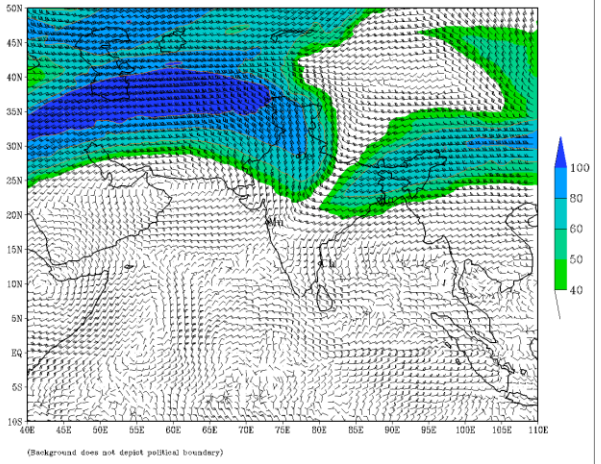 50N
45N
40N
35N
30N
25N
20N
15N
10N
5N
EQ
5S
10S
40E 45E 50E 55E 60E 65E 70E 75E 80E 85E 90E 95E 100E 105E 110E
100
80
60
50
40
(Background does not depict political boundary)